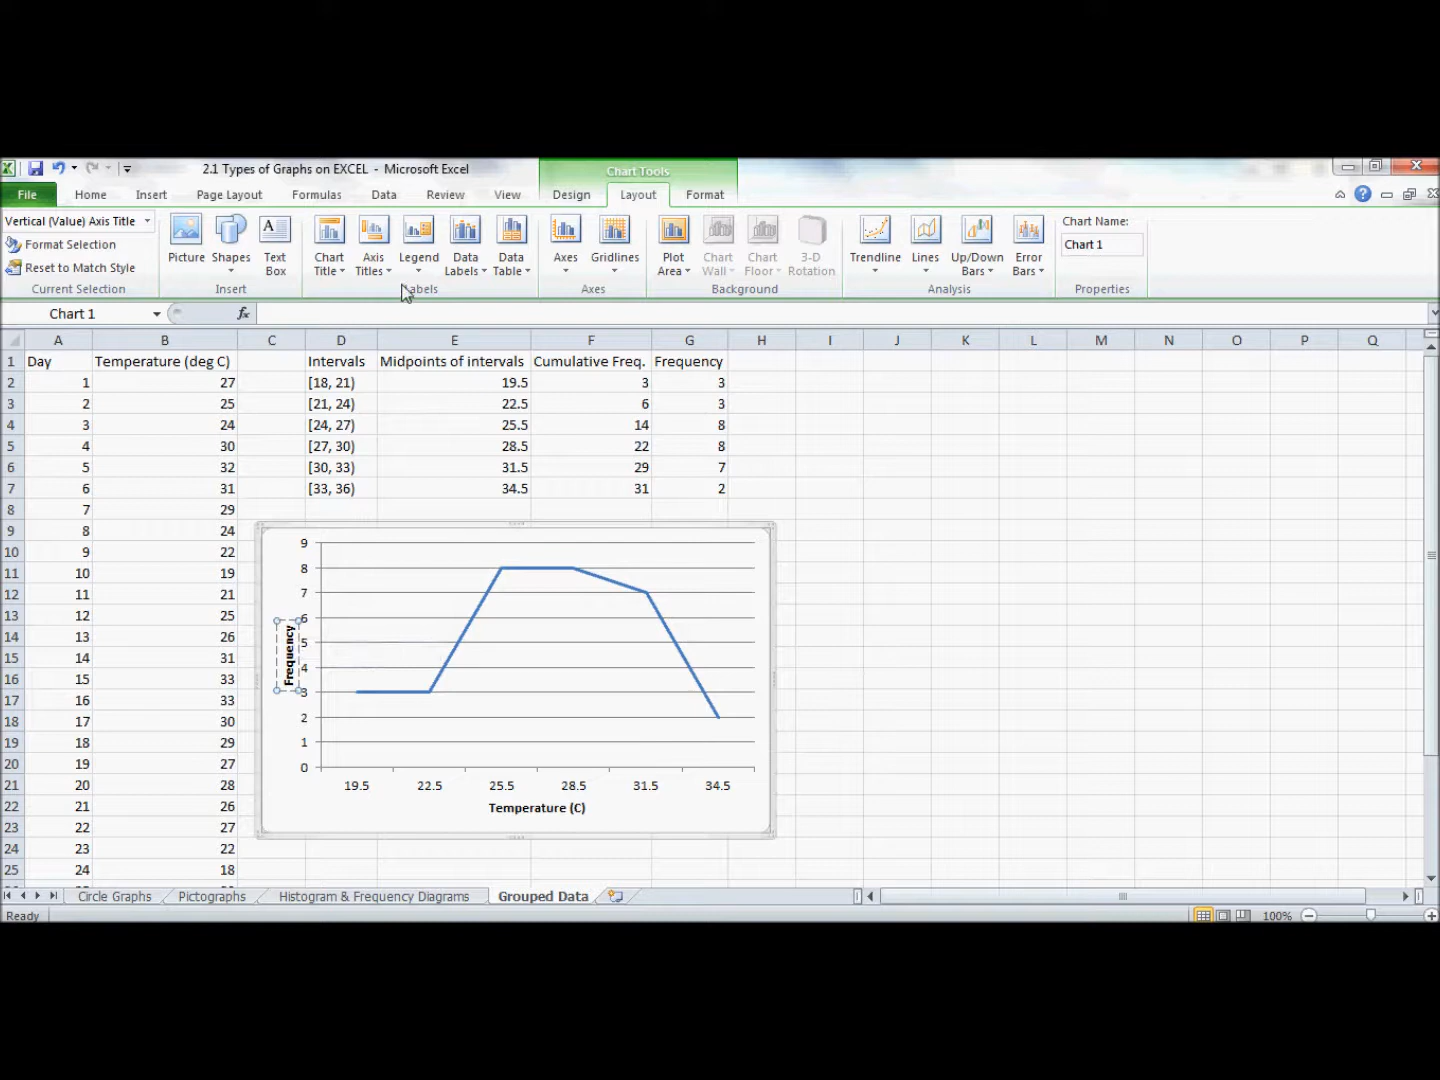 2.1 Types of Graphs on EXCEL - Microsoft Excel
Chart Tools
File Home Insert Page Layout Formulas Data Review View Design Layout Format
Vertical (Value) Axis Title
Format Selection
Reset to Match Style
Current Selection
Picture Shapes Text Box
Insert
Chart Title Axis Titles Legend Data Labels Data Table
Labels
Axes Gridlines
Axes
Plot Area Chart Wall Chart Floor 3-D Rotation
Background
Trendline Lines Up/Down Bars Error Bars
Analysis
Chart Name:
Chart 1
Properties
Chart 1 fx
A B C D E F G H I J K L M N O P Q
1 Day Temperature (deg C) Intervals Midpoints of intervals Cumulative Freq. Frequency
2 1 27 [18, 21) 19.5 3 3
3 2 25 [21, 24) 22.5 6 3
4 3 24 [24, 27) 25.5 14 8
5 4 30 [27, 30) 28.5 22 8
6 5 32 [30, 33) 31.5 29 7
7 6 31 [33, 36) 34.5 31 2
8 7 29
9 8 24
10 9 22
11 10 19
12 11 21
13 12 25
14 13 26
15 14 31
16 15 33
17 16 33
18 17 30
19 18 29
20 19 27
21 20 28
22 21 26
23 22 27
24 23 22
25 24 18
9
8
7
6
5
4
3
2
1
0
Frequency
19.5 22.5 25.5 28.5 31.5 34.5
Temperature (C)
Circle Graphs Pictographs Histogram & Frequency Diagrams Grouped Data
Ready 100%